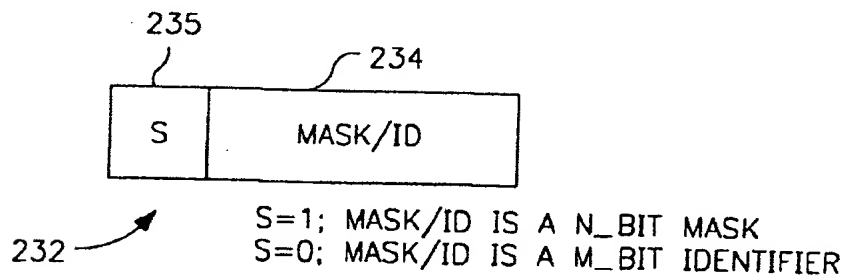 235
234
S
MASK/ID
S=1; MASK/ID IS A N_BIT MASK
232
S=0; MASK/ID IS A M_BIT IDENTIFIER